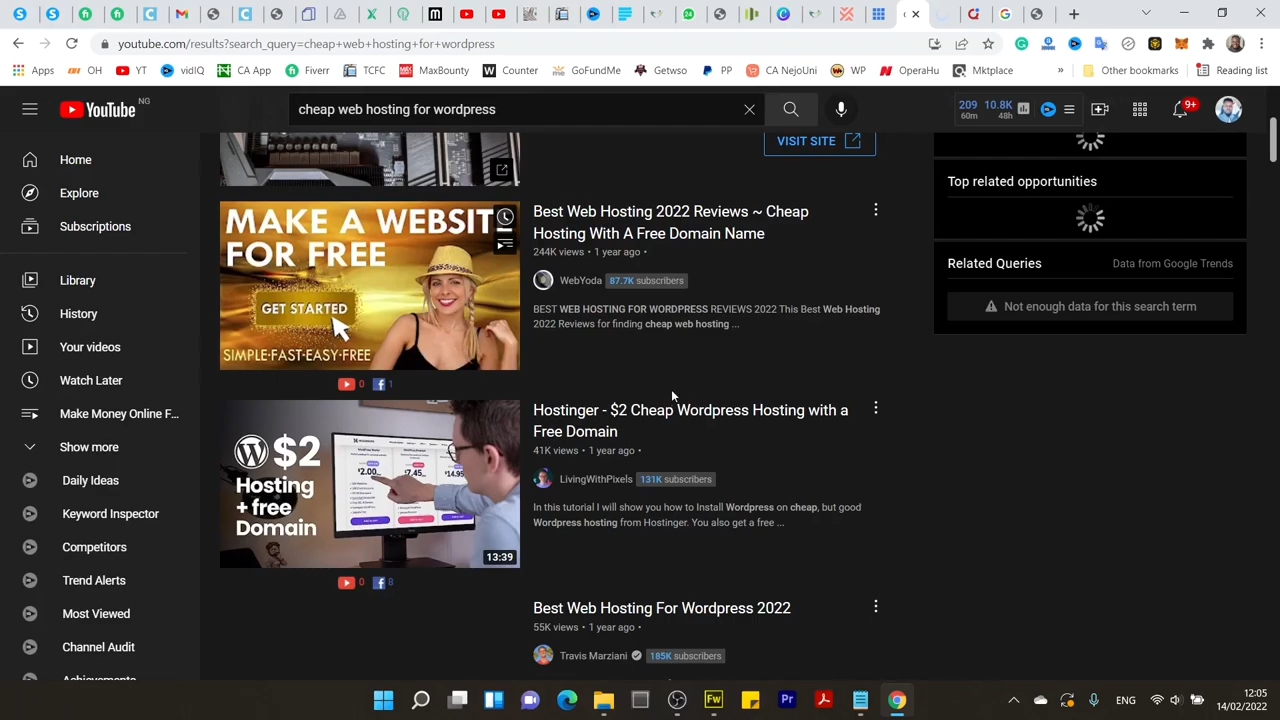 youtube.com/results?search_query=cheap+web+hosting+for+wordpress
Apps
OH
YT
vidIQ
CA App
Fiverr
TCFC
MaxBounty
Counter
GoFundMe
Getwso
PP
CA NejoUni
WP
OperaHu
Mktplace
»
Other bookmarks
Reading list
YouTube NG
cheap web hosting for wordpress
209 10.8K
60m 48h
9+
Home
Explore
Subscriptions
Library
History
Your videos
Watch Later
Make Money Online F...
Show more
Daily Ideas
Keyword Inspector
Competitors
Trend Alerts
Most Viewed
Channel Audit
Achievements
VISIT SITE
MAKE A WEBSITE
FOR FREE
GET STARTED
SIMPLE·FAST·EASY·FREE
Best Web Hosting 2022 Reviews ~ Cheap
Hosting With A Free Domain Name
244K views • 1 year ago •
WebYoda 87.7K subscribers
BEST WEB HOSTING FOR WORDPRESS REVIEWS 2022 This Best Web Hosting
2022 Reviews for finding cheap web hosting ...
0 1
$2
Hosting
+ free
Domain
$2.00
$7.45
$14.95
13:39
Hostinger - $2 Cheap Wordpress Hosting with a
Free Domain
41K views • 1 year ago •
LivingWithPixels 131K subscribers
In this tutorial I will show you how to Install Wordpress on cheap, but good
Wordpress hosting from Hostinger. You also get a free ...
0 8
Best Web Hosting For Wordpress 2022
55K views • 1 year ago •
Travis Marziani 185K subscribers
Top related opportunities
Related Queries Data from Google Trends
Not enough data for this search term
ENG
12:05
14/02/2022